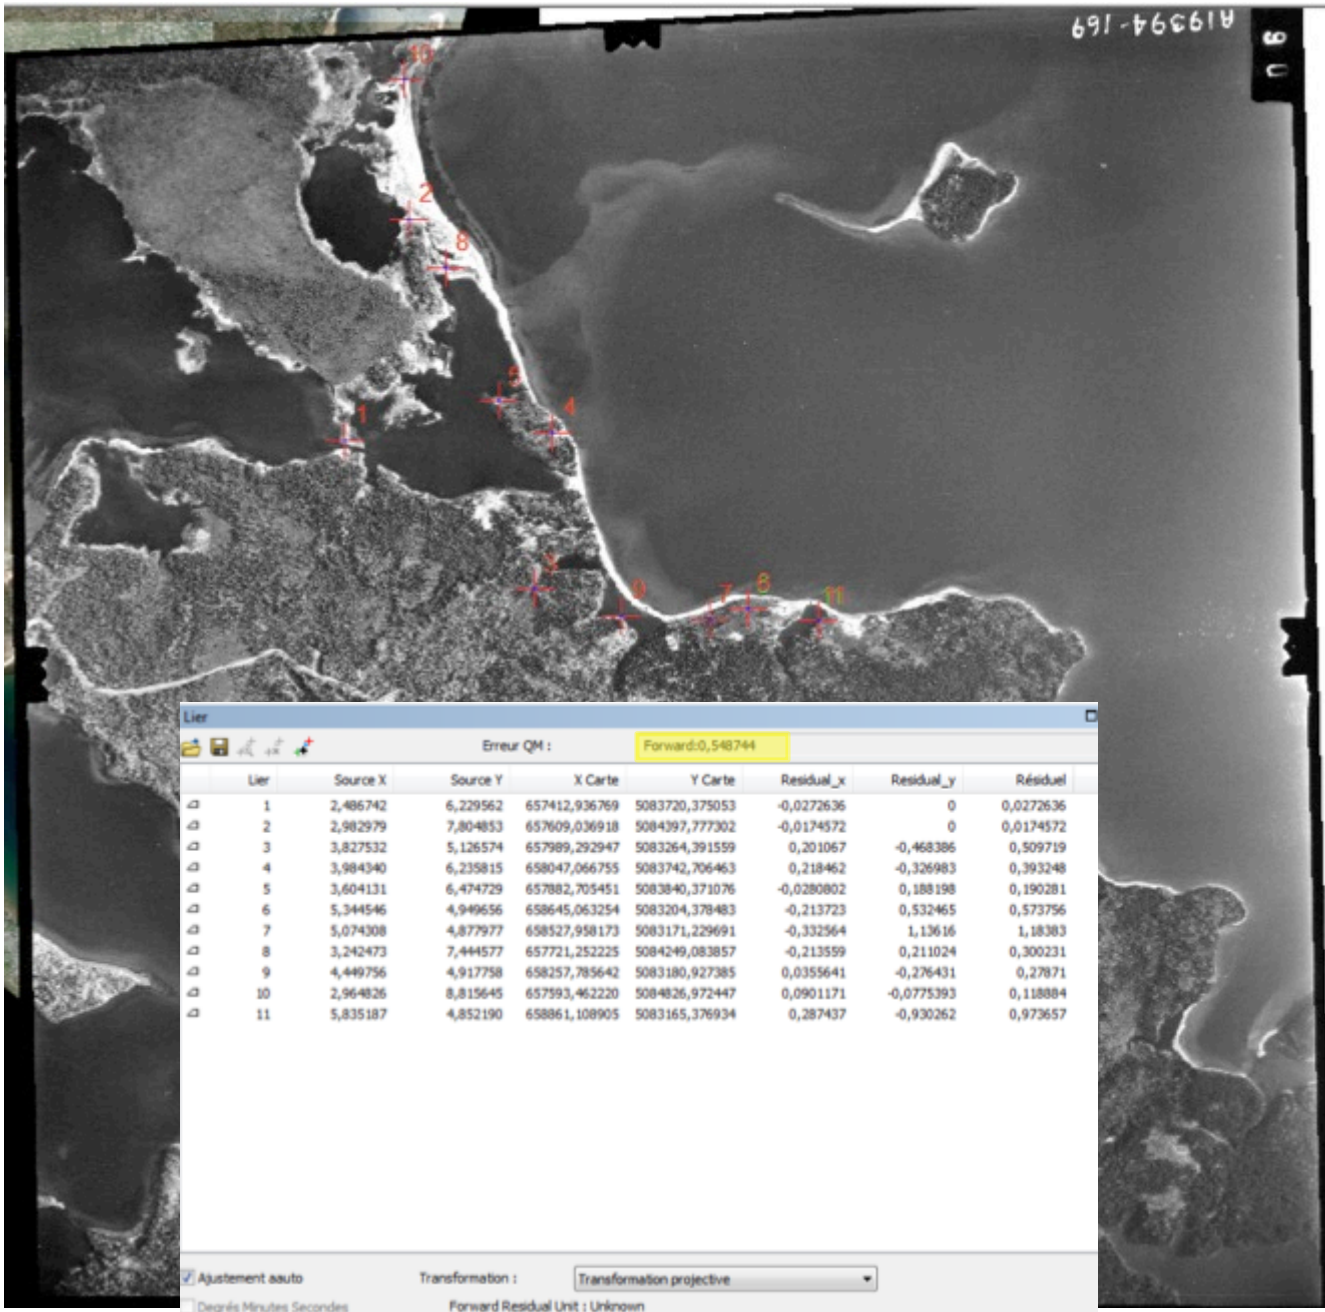 A19394-169
10
2
8
5
4
1
3
9
7
6
11
Lier
Erreur QM : Forward:0,548744
Lier Source X Source Y X Carte Y Carte Residual_x Residual_y Résiduel
1 2,486742 6,229562 657412,936769 5083720,375053 -0,0272636 0 0,0272636
2 2,982979 7,804853 657609,036918 5084397,777302 -0,0174572 0 0,0174572
3 3,827532 5,126574 657989,292947 5083264,391559 0,201067 -0,468386 0,509719
4 3,984340 6,235815 658047,066755 5083742,706463 0,218462 -0,326983 0,393248
5 3,604131 6,474729 657882,705451 5083840,371076 -0,0280802 0,188198 0,190281
6 5,344546 4,949656 658645,063254 5083204,378483 -0,213723 0,532465 0,573756
7 5,074308 4,877977 658527,958173 5083171,229691 -0,332564 1,13616 1,18383
8 3,242473 7,444577 657721,252225 5084249,083857 -0,213559 0,211024 0,300231
9 4,449756 4,917758 658257,785642 5083180,927385 0,0355641 -0,276431 0,27871
10 2,964826 8,815645 657593,462220 5084826,972447 0,0901171 -0,0775393 0,118884
11 5,835187 4,852190 658861,108905 5083165,376934 0,287437 -0,930262 0,973657
Ajustement aauto Transformation : Transformation projective
Degrés Minutes Secondes Forward Residual Unit : Unknown